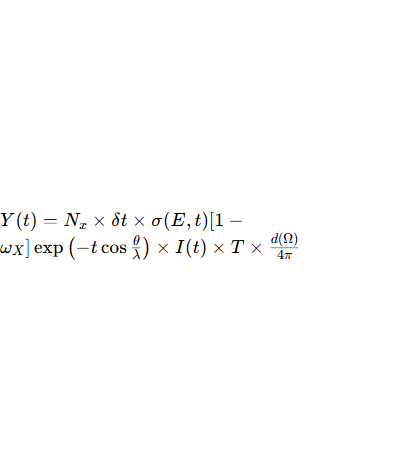 Y(t) = N_x × δt × σ(E, t)[1 −
ω_X] exp (−t cos θ/λ) × I(t) × T × d(Ω)/4π